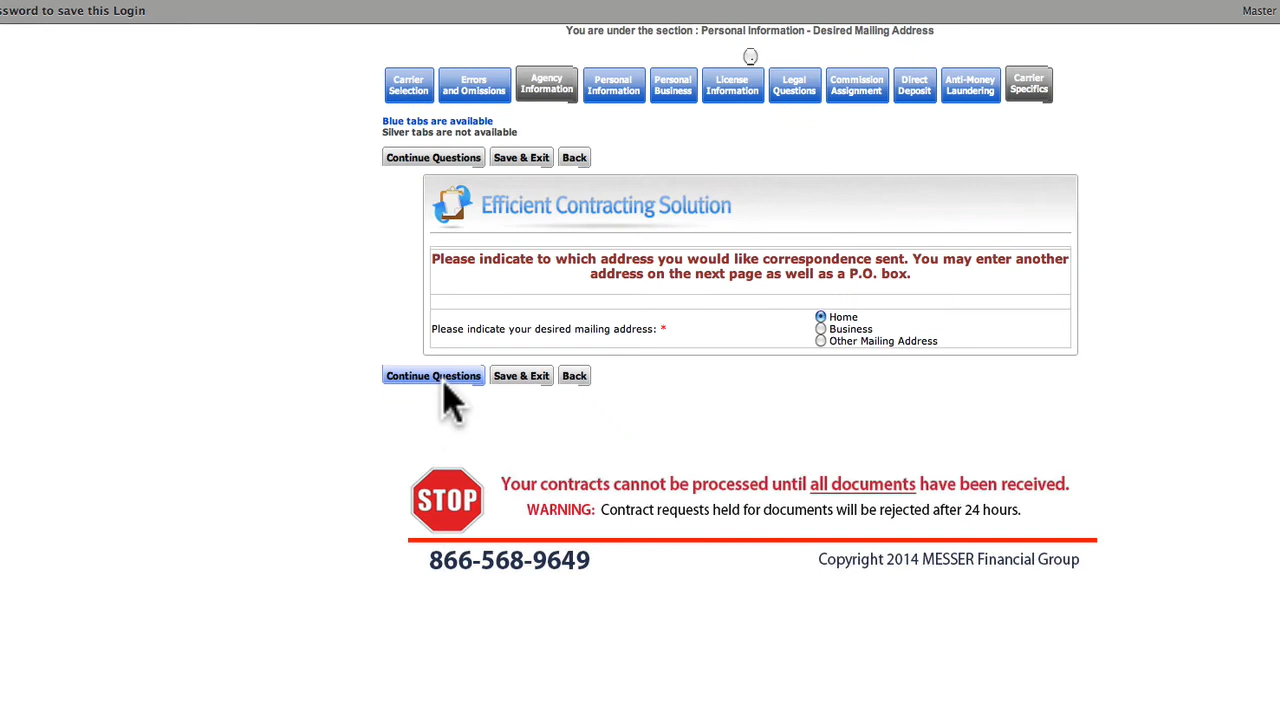 ssword to save this Login
Master
You are under the section : Personal Information - Desired Mailing Address
Carrier Selection
Errors and Omissions
Agency Information
Personal Information
Personal Business
License Information
Legal Questions
Commission Assignment
Direct Deposit
Anti-Money Laundering
Carrier Specifics
Blue tabs are available
Silver tabs are not available
Continue Questions
Save & Exit
Back
Efficient Contracting Solution
Please indicate to which address you would like correspondence sent. You may enter another
address on the next page as well as a P.O. box.
Please indicate your desired mailing address: *
Home
Business
Other Mailing Address
Continue Questions
Save & Exit
Back
STOP
Your contracts cannot be processed until all documents have been received.
WARNING: Contract requests held for documents will be rejected after 24 hours.
866-568-9649
Copyright 2014 MESSER Financial Group